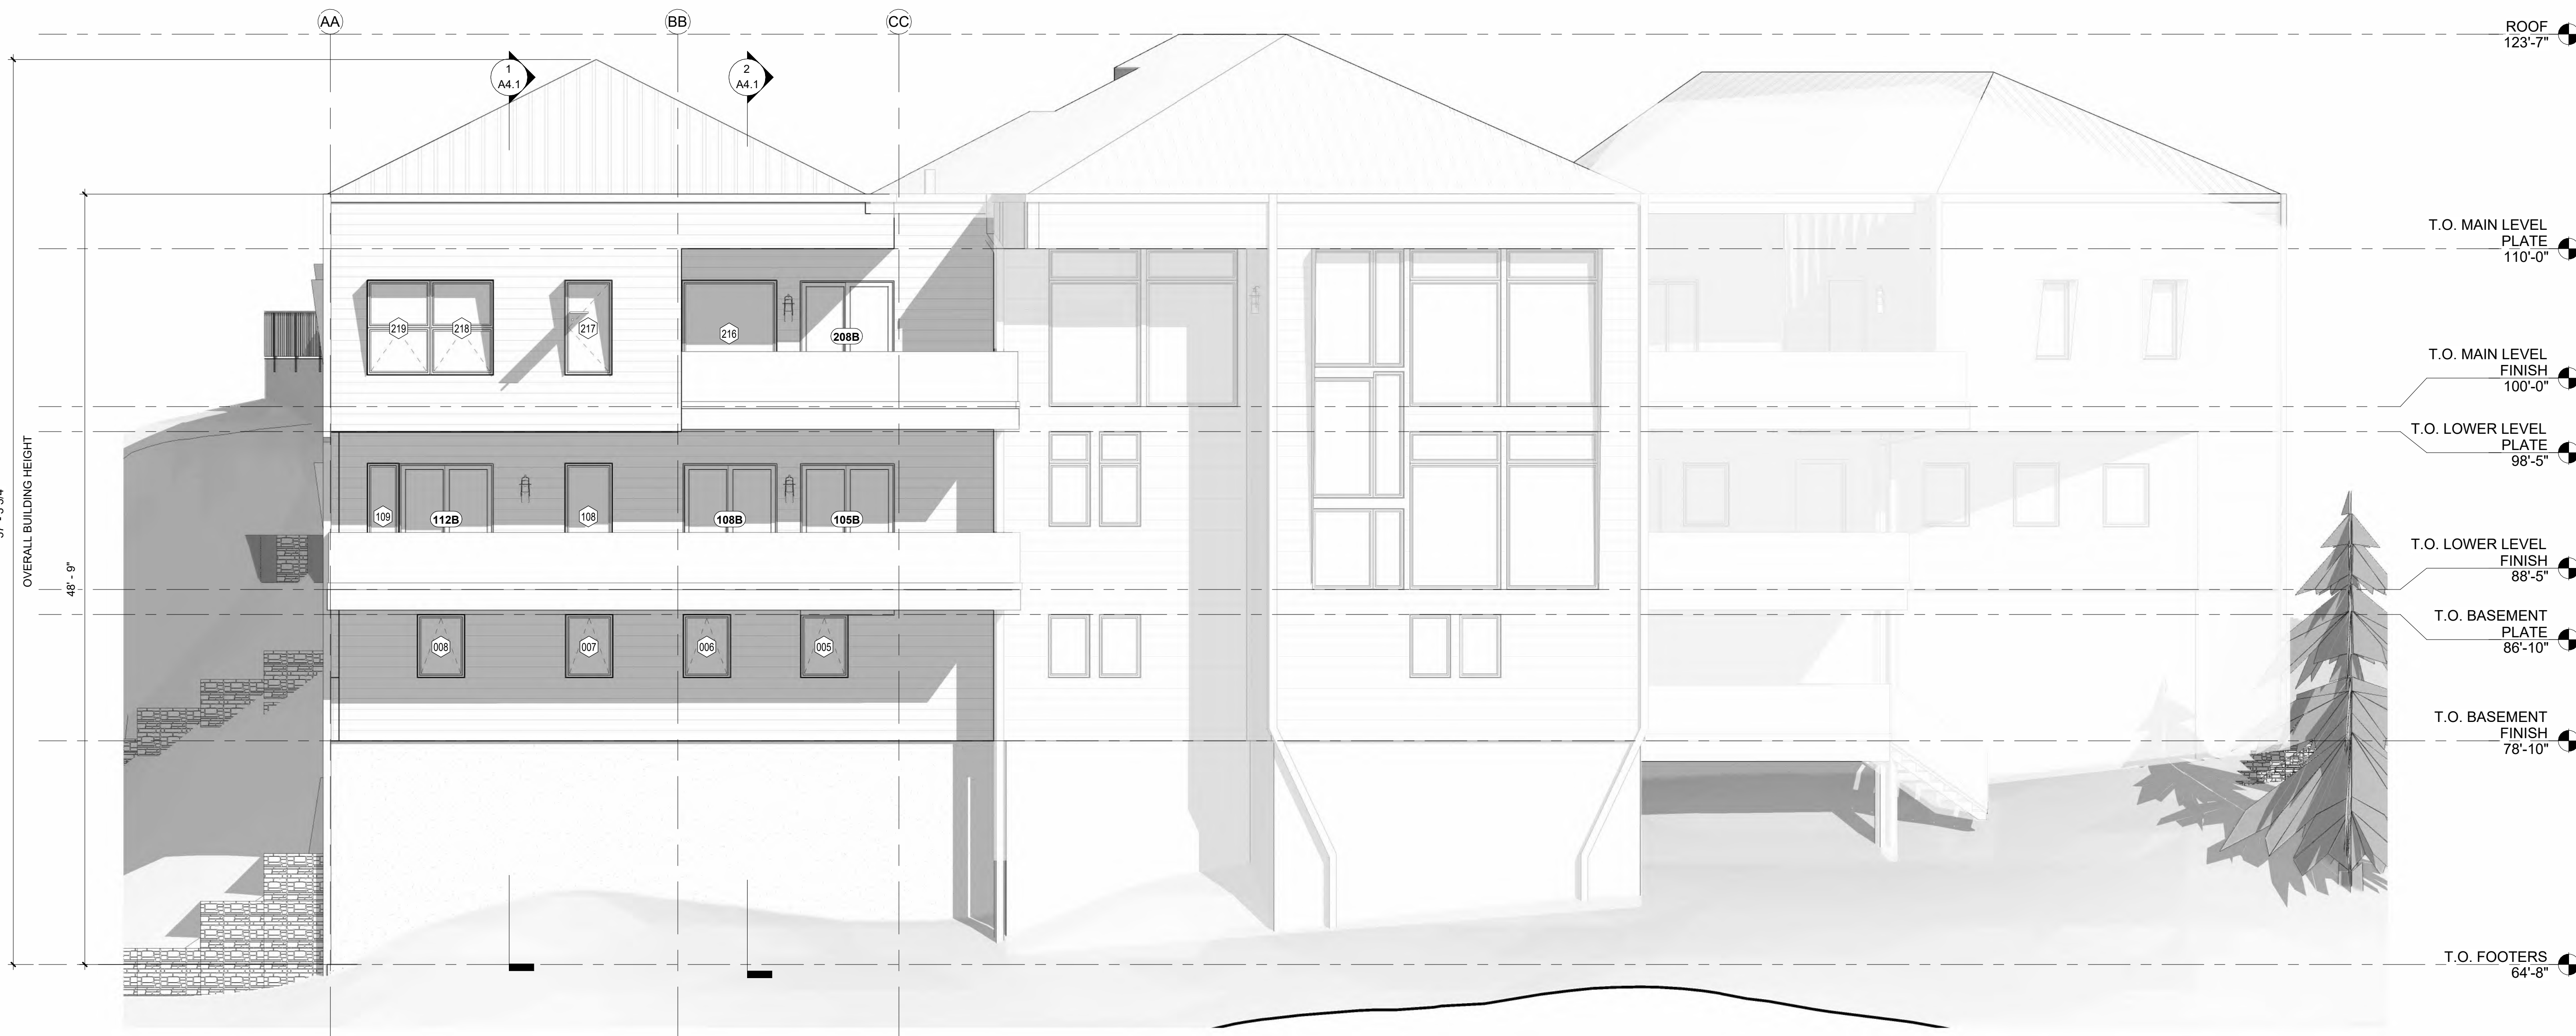 AA
BB
CC
1
A4.1
2
A4.1
ROOF
123'-7"
T.O. MAIN LEVEL
PLATE
110'-0"
219
218
217
216
208B
T.O. MAIN LEVEL
FINISH
100'-0"
T.O. LOWER LEVEL
PLATE
98'-5"
OVERALL BUILDING HEIGHT
109
112B
108
108B
105B
T.O. LOWER LEVEL
FINISH
88'-5"
48' - 9"
T.O. BASEMENT
PLATE
86'-10"
008
007
006
005
T.O. BASEMENT
FINISH
78'-10"
T.O. FOOTERS
64'-8"